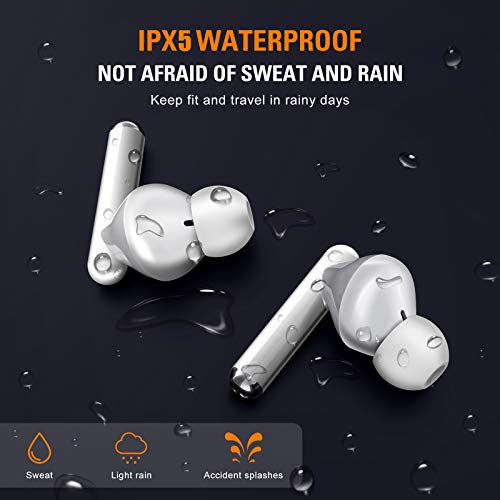 IPX5 WATERPROOF
NOT AFRAID OF SWEAT AND RAIN
Keep fit and travel in rainy days
Sweat
Light rain
Accident splashes